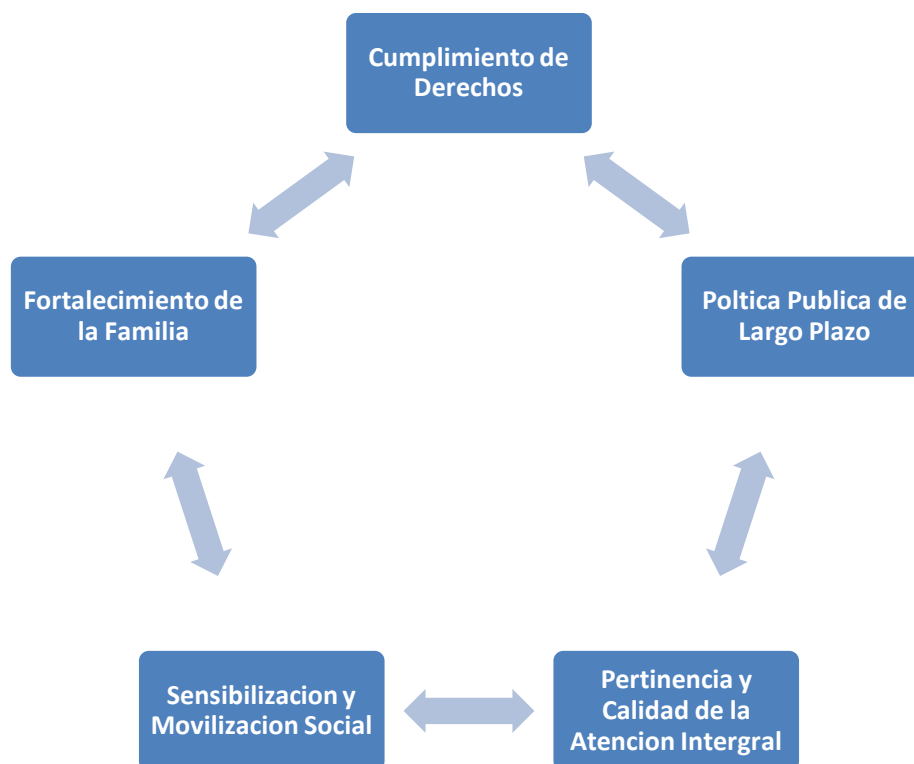 Cumplimiento de
Derechos
Fortalecimiento de
la Familia
Poltica Publica de
Largo Plazo
Sensibilizacion y
Movilizacion Social
Pertinencia y
Calidad de la
Atencion Intergral